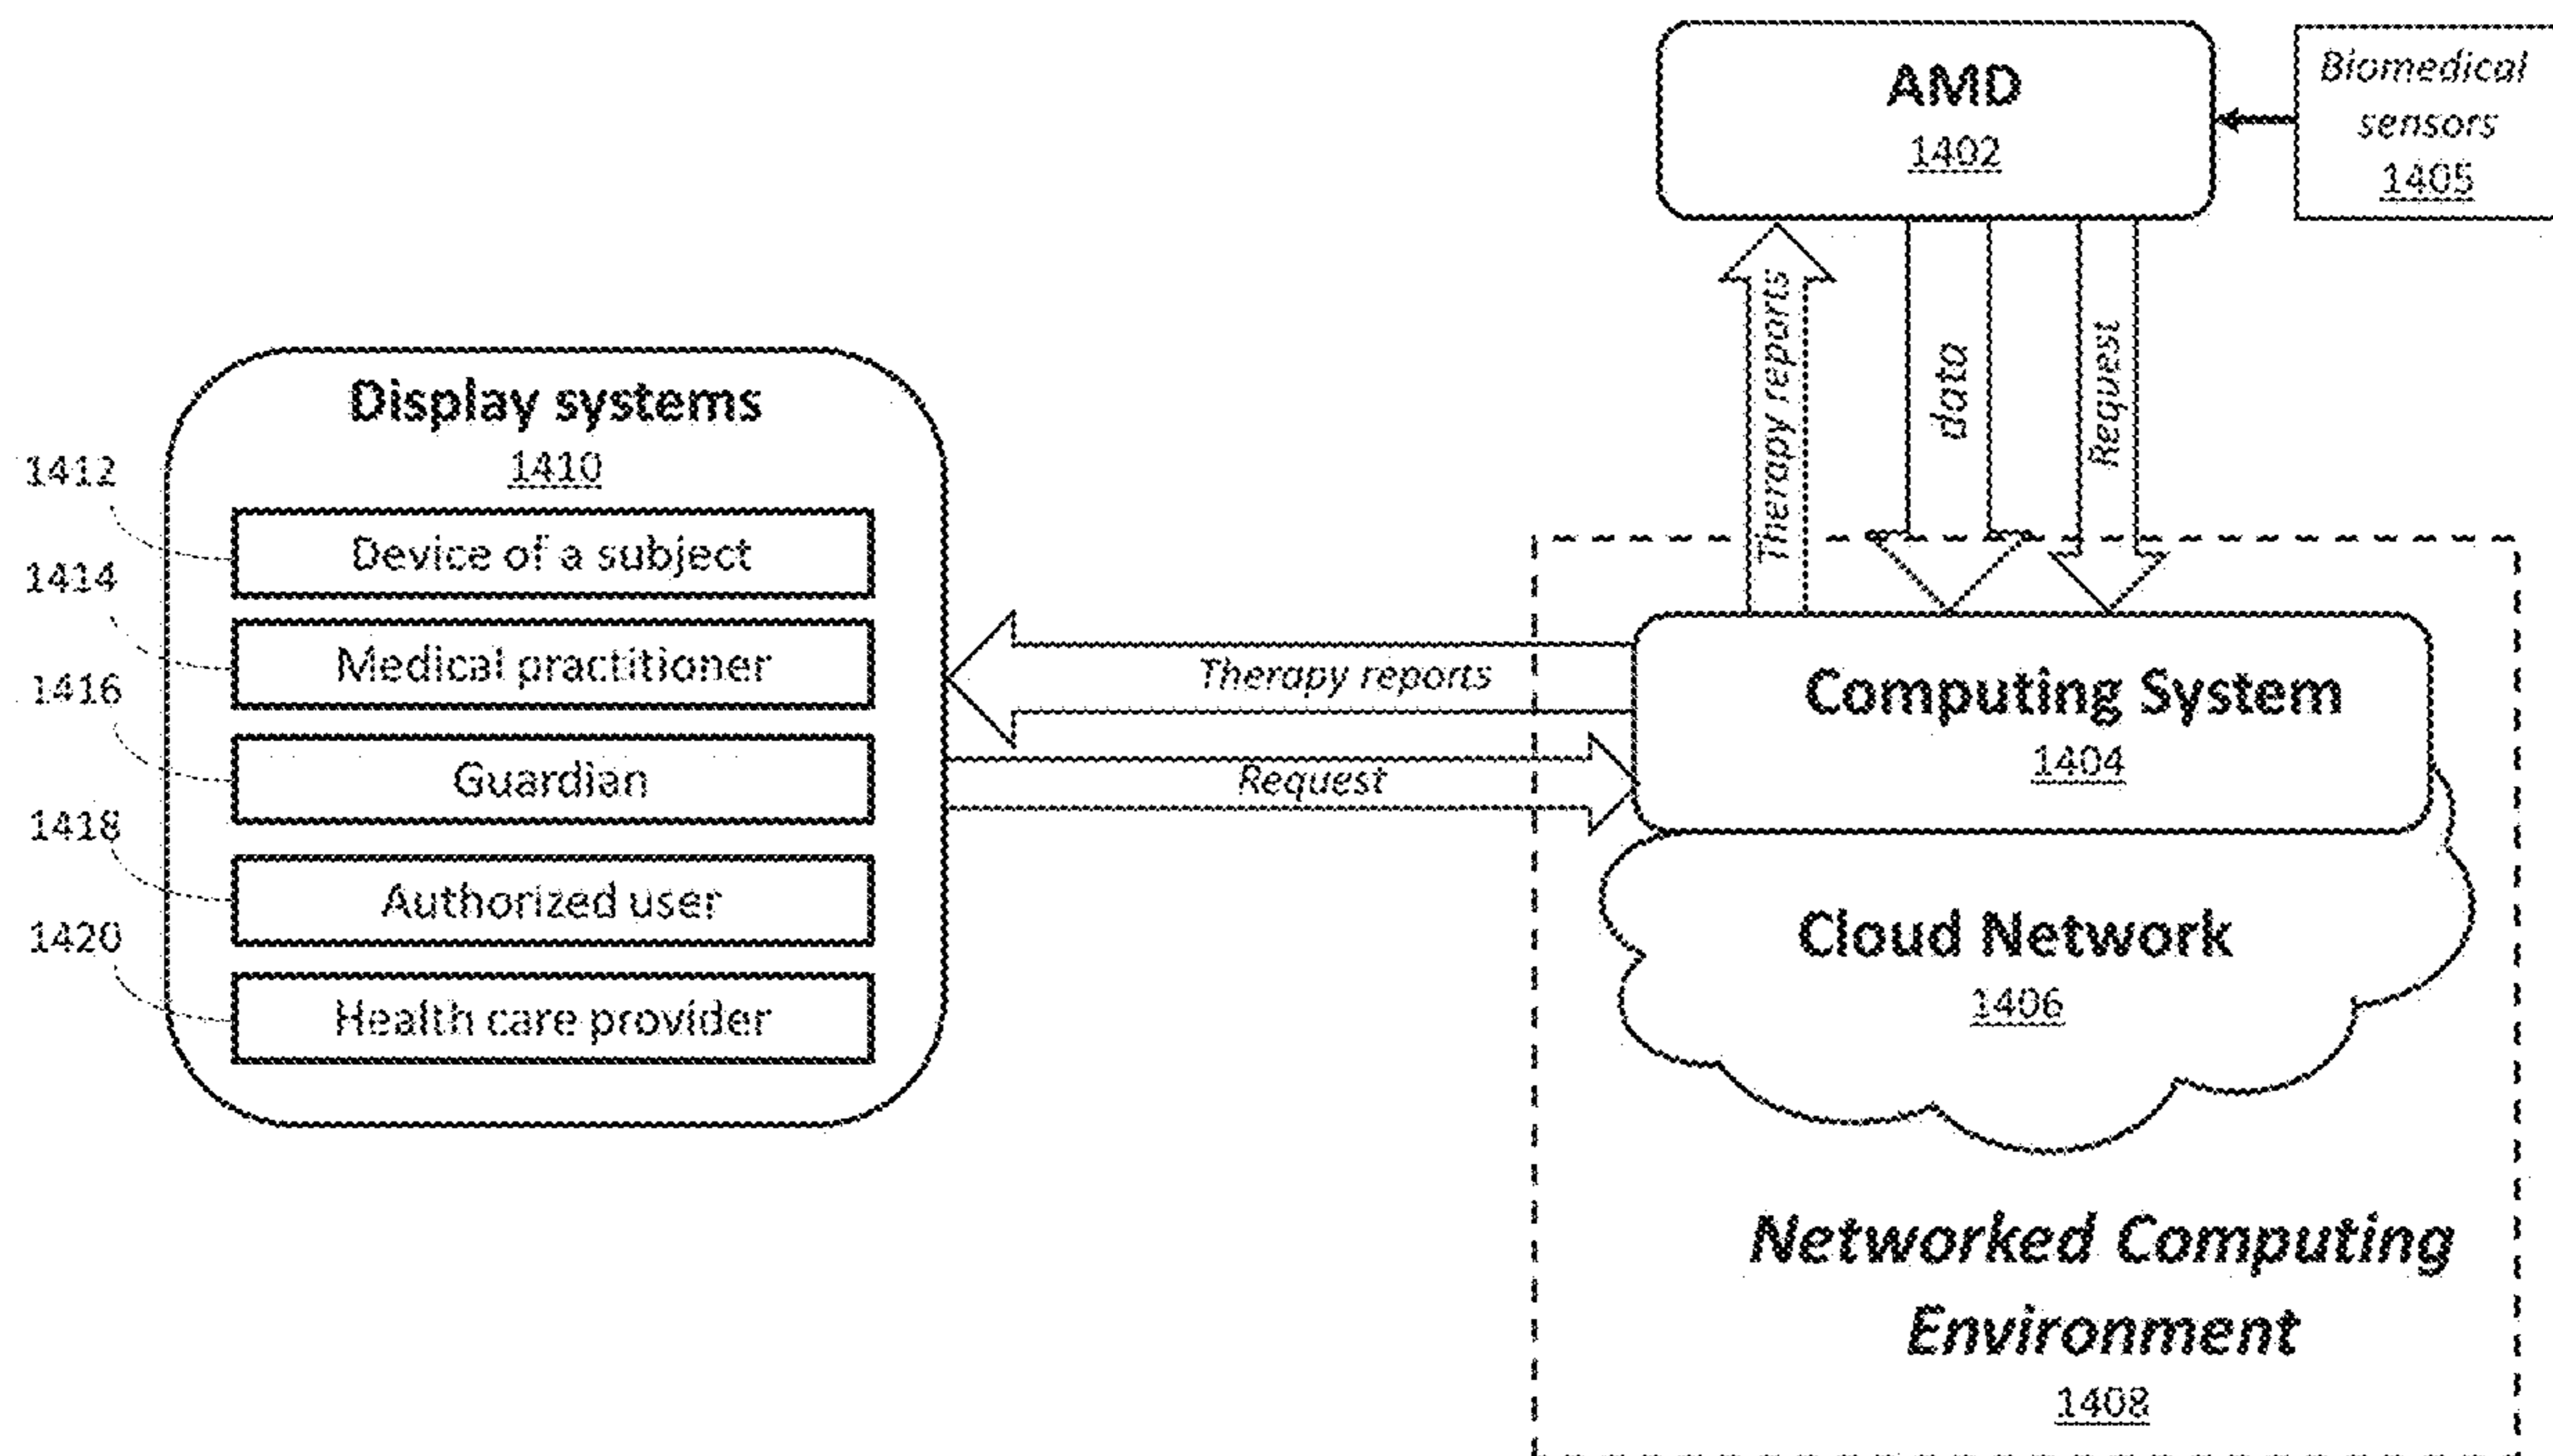 AMD
1402
Biomedical
sensors
1405
Therapy reports
data
Request
Display systems
1410
1412
Device of a subject
1414
Medical practitioner
1416
Guardian
1418
Authorized user
1420
Health care provider
Therapy reports
Request
Computing System
1404
Cloud Network
1406
Networked Computing
Environment
1408